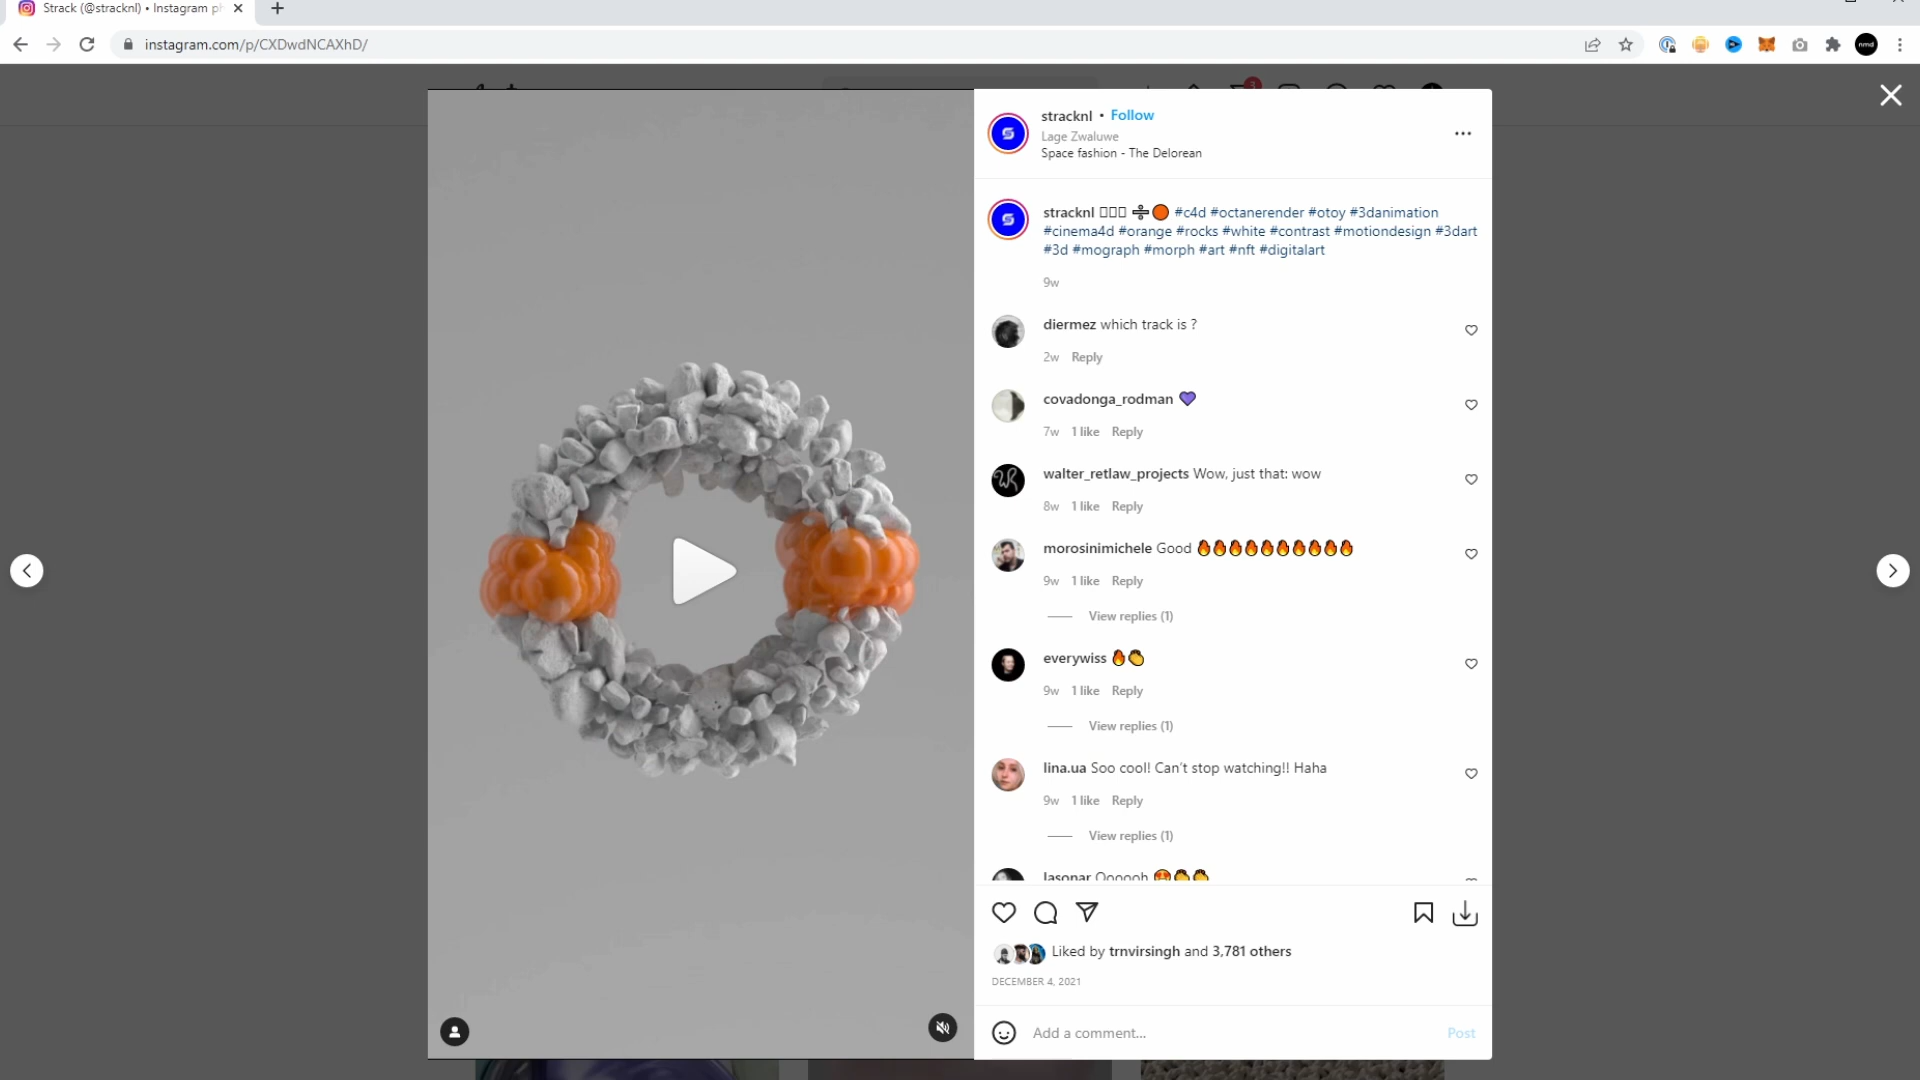 Strack (@stracknl) • Instagram ph
instagram.com/p/CXDwdNCAXhD/
nmd
3
stracknl • Follow
Lage Zwaluwe
Space fashion - The Delorean
stracknl #c4d #octanerender #otoy #3danimation
#cinema4d #orange #rocks #white #contrast #motiondesign #3dart
#3d #mograph #morph #art #nft #digitalart
9w
diermez which track is ?
2w Reply
covadonga_rodman 💜
7w 1 like Reply
walter_retlaw_projects Wow, just that: wow
8w 1 like Reply
morosinimichele Good 🔥🔥🔥🔥🔥🔥🔥🔥🔥🔥
9w 1 like Reply
View replies (1)
everywiss 🔥👏
9w 1 like Reply
View replies (1)
lina.ua Soo cool! Can't stop watching!! Haha
9w 1 like Reply
View replies (1)
Iasonar Oooooh 😍👏👏
Liked by trnvirsingh and 3,781 others
DECEMBER 4, 2021
Add a comment...
Post